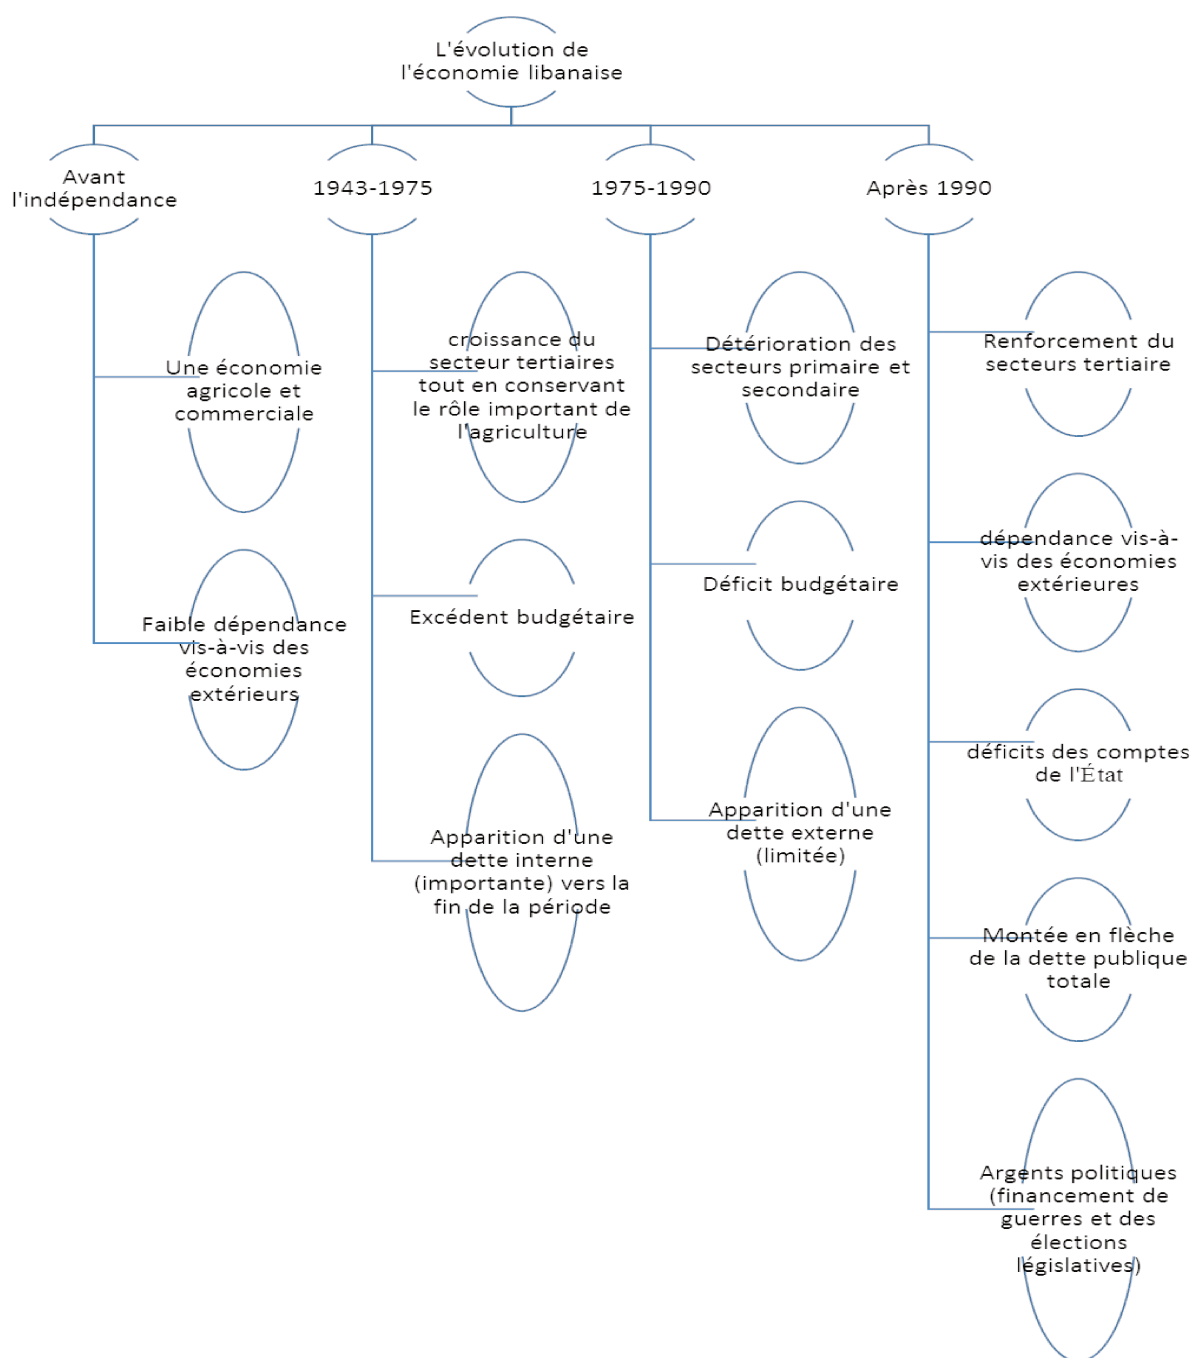 L'évolution de
l'économie libanaise
Avant
l'indépendance
1943-1975
1975-1990
Après 1990
Une économie
agricole et
commerciale
Faible dépendance
vis-à-vis des
économies
extérieurs
croissance du
secteur tertiaires
tout en conservant
le rôle important de
l'agriculture
Excédent budgétaire
Apparition d'une
dette interne
(importante) vers la
fin de la période
Détérioration des
secteurs primaire et
secondaire
Déficit budgétaire
Apparition d'une
dette externe
(limitée)
Renforcement du
secteurs tertiaire
dépendance vis-à-
vis des économies
extérieures
déficits des comptes
de l'État
Montée en flèche
de la dette publique
totale
Argents politiques
(financement de
guerres et des
élections
législatives)